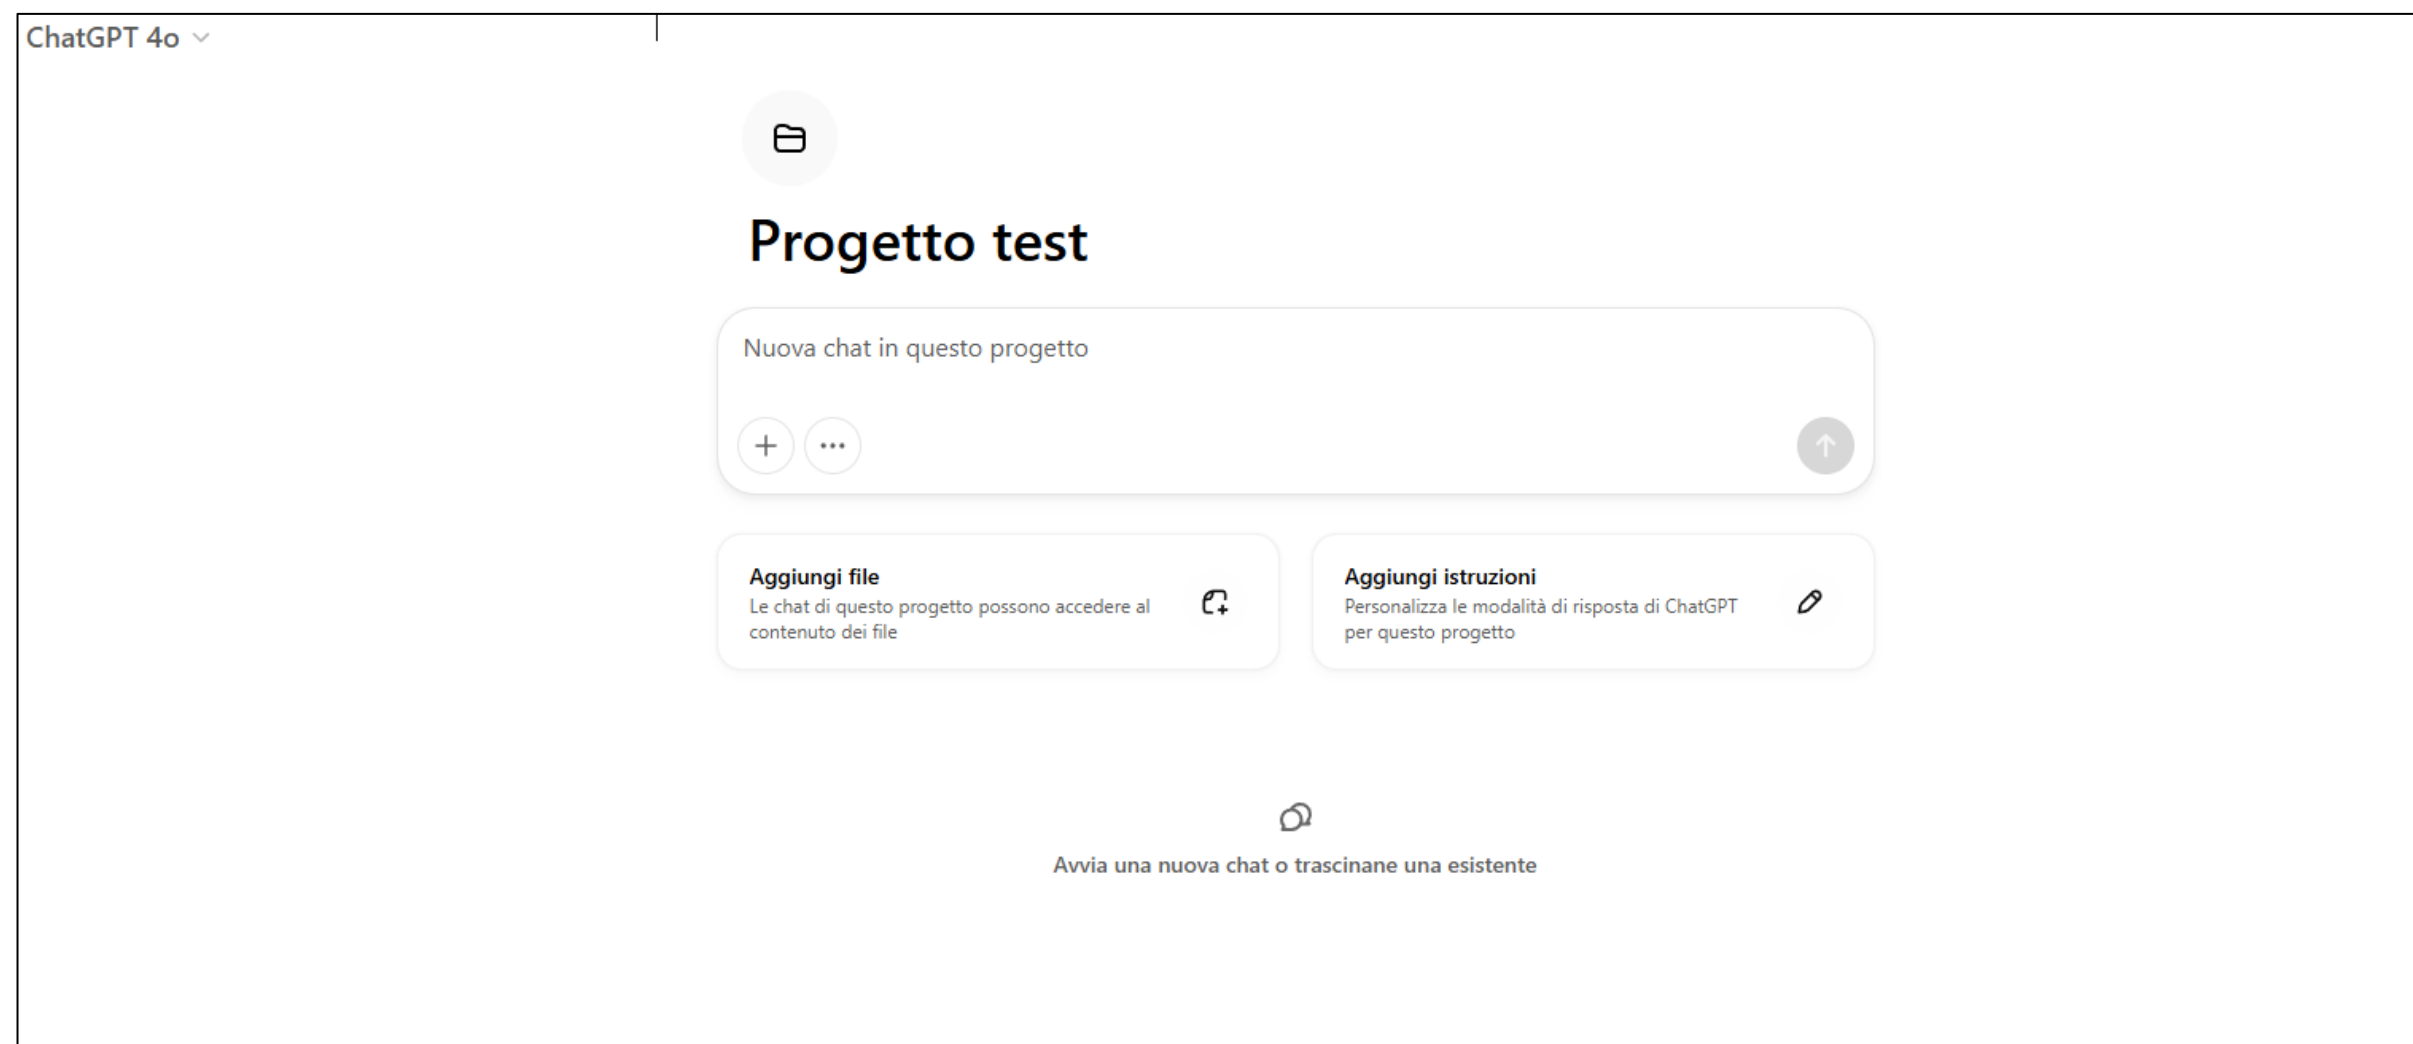 ChatGPT 4o
Progetto test
Nuova chat in questo progetto
Aggiungi file
Le chat di questo progetto possono accedere al
contenuto dei file
Aggiungi istruzioni
Personalizza le modalità di risposta di ChatGPT
per questo progetto
Avvia una nuova chat o trascinane una esistente